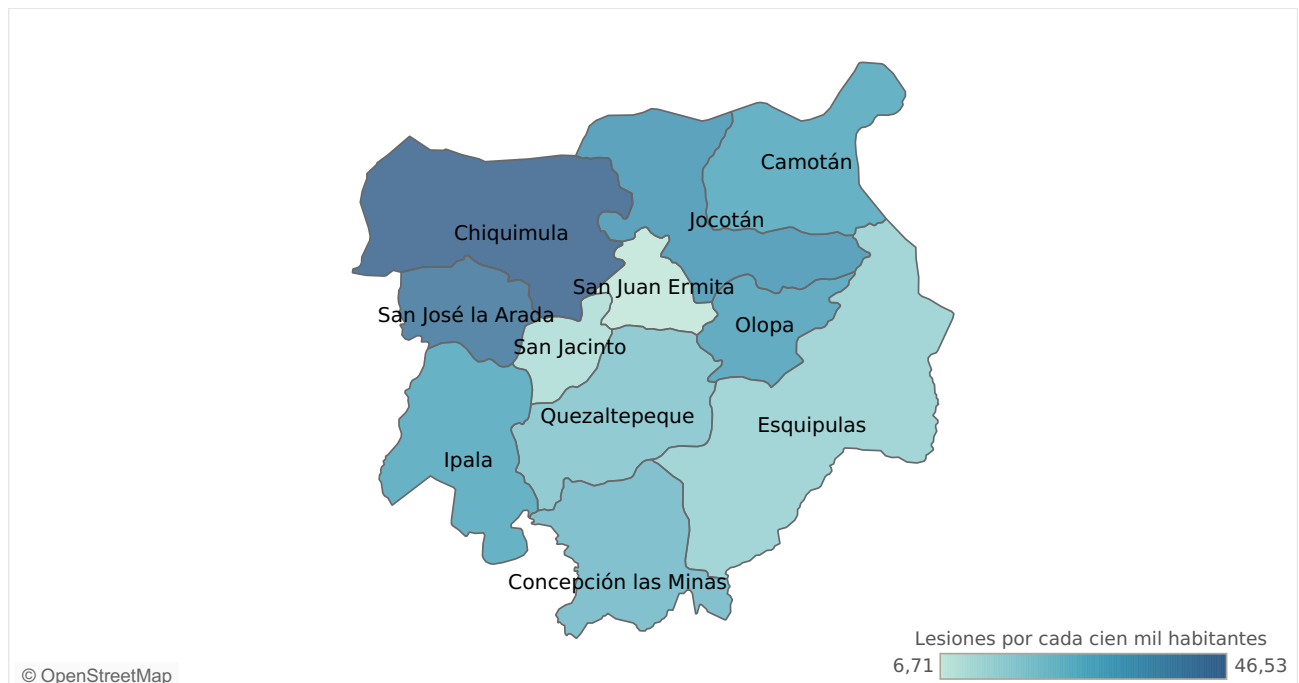 Camotán
Jocotán
Chiquimula
San Juan Ermita
San José la Arada
Olopa
San Jacinto
Quezaltepeque
Esquipulas
Ipala
Concepción las Minas
Lesiones por cada cien mil habitantes
6,71 46,53
© OpenStreetMap